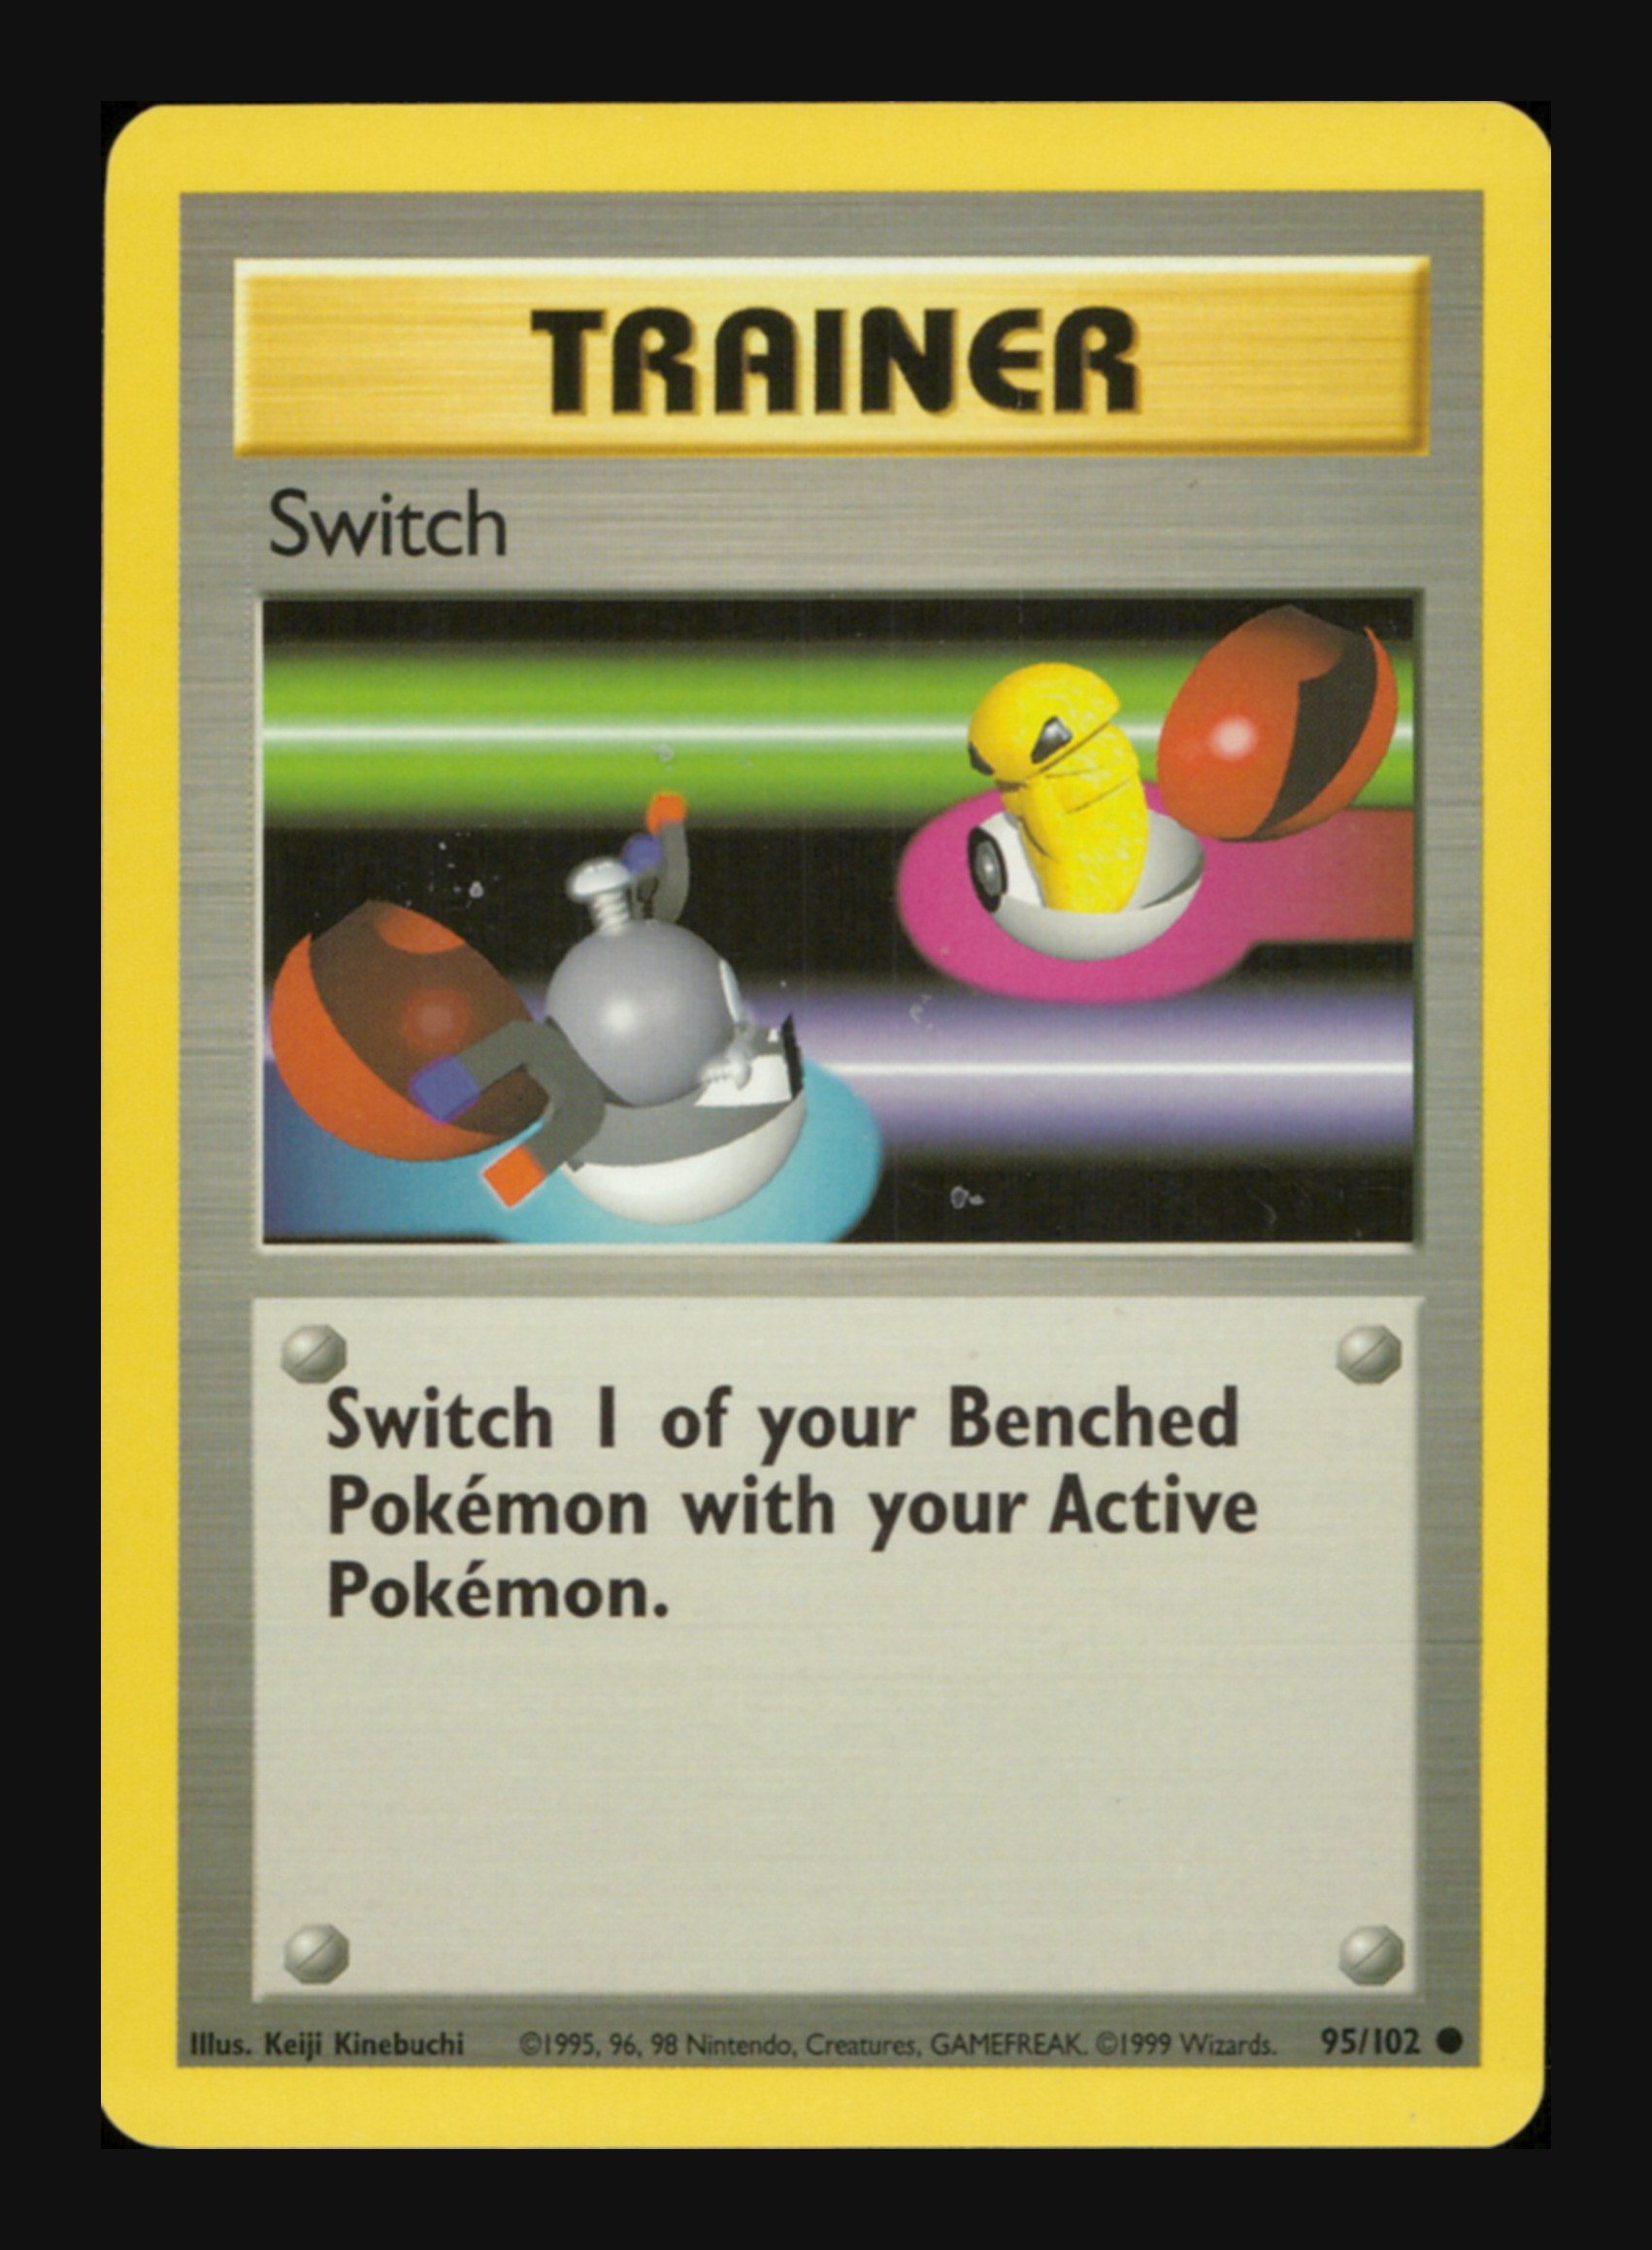 TRAINER
Switch
Switch 1 of your Benched
Pokémon with your Active
Pokémon.
Illus. Keiji Kinebuchi ©1995, 96, 98 Nintendo, Creatures, GAMEFREAK. ©1999 Wizards. 95/102 ●